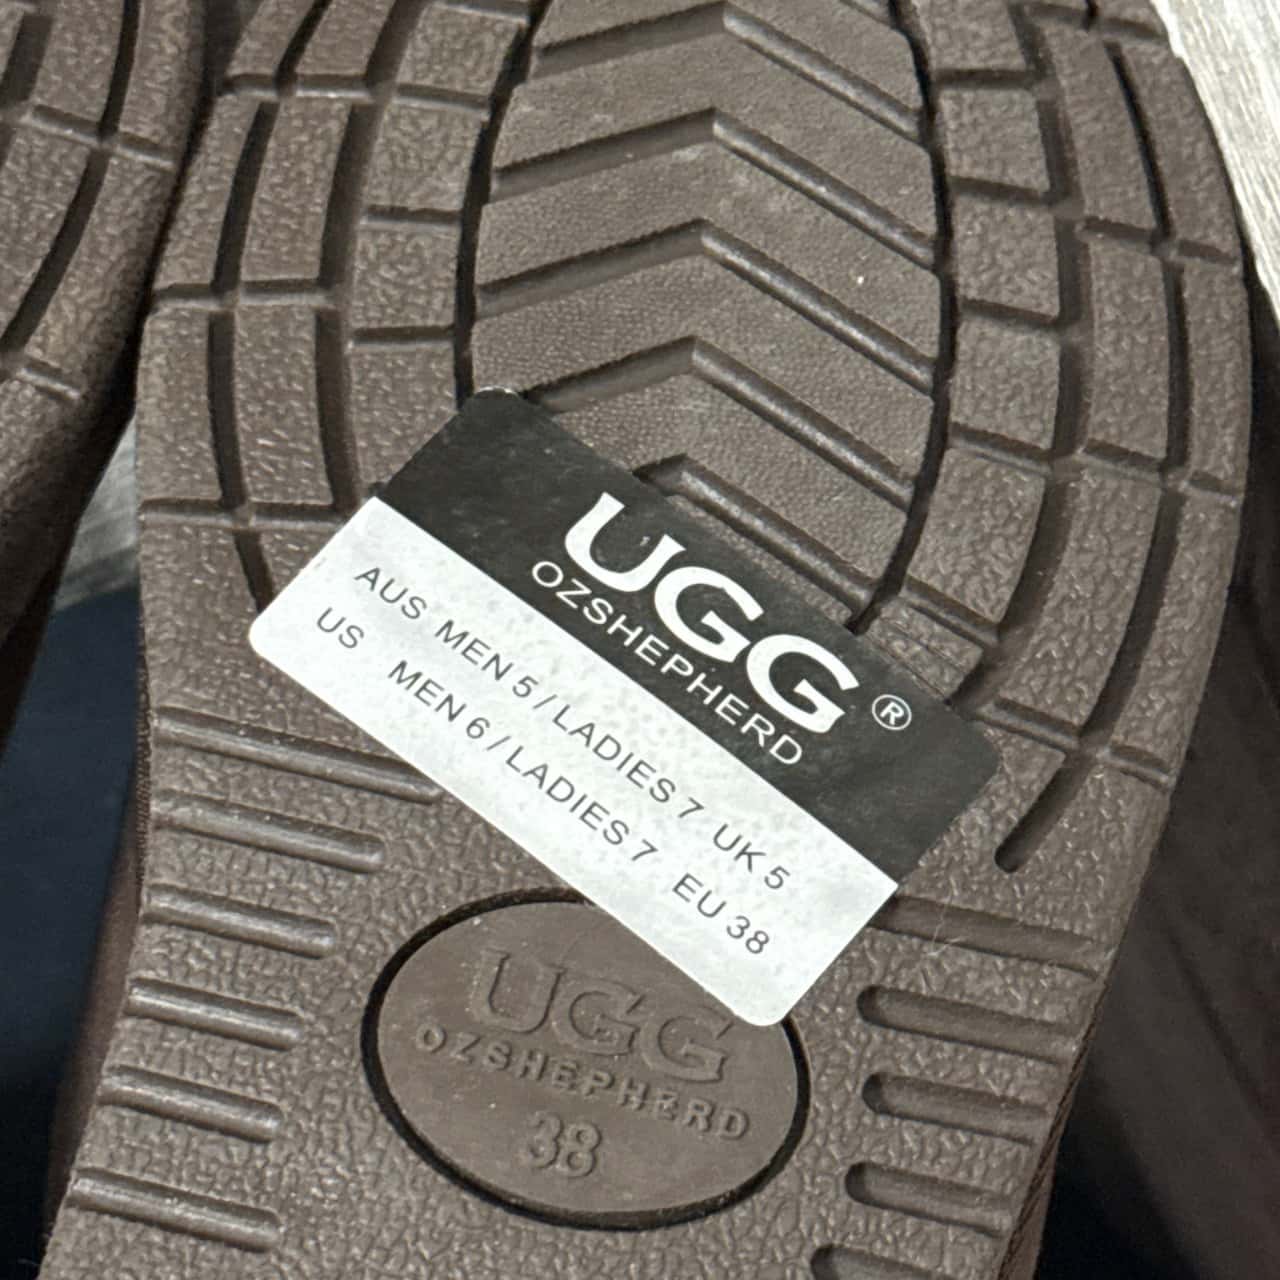 UGG®
OZSHEPHERD
AUS MEN 5 / LADIES 7 UK 5
US MEN 6 / LADIES 7 EU 38
UGG
OZSHEPHERD
38